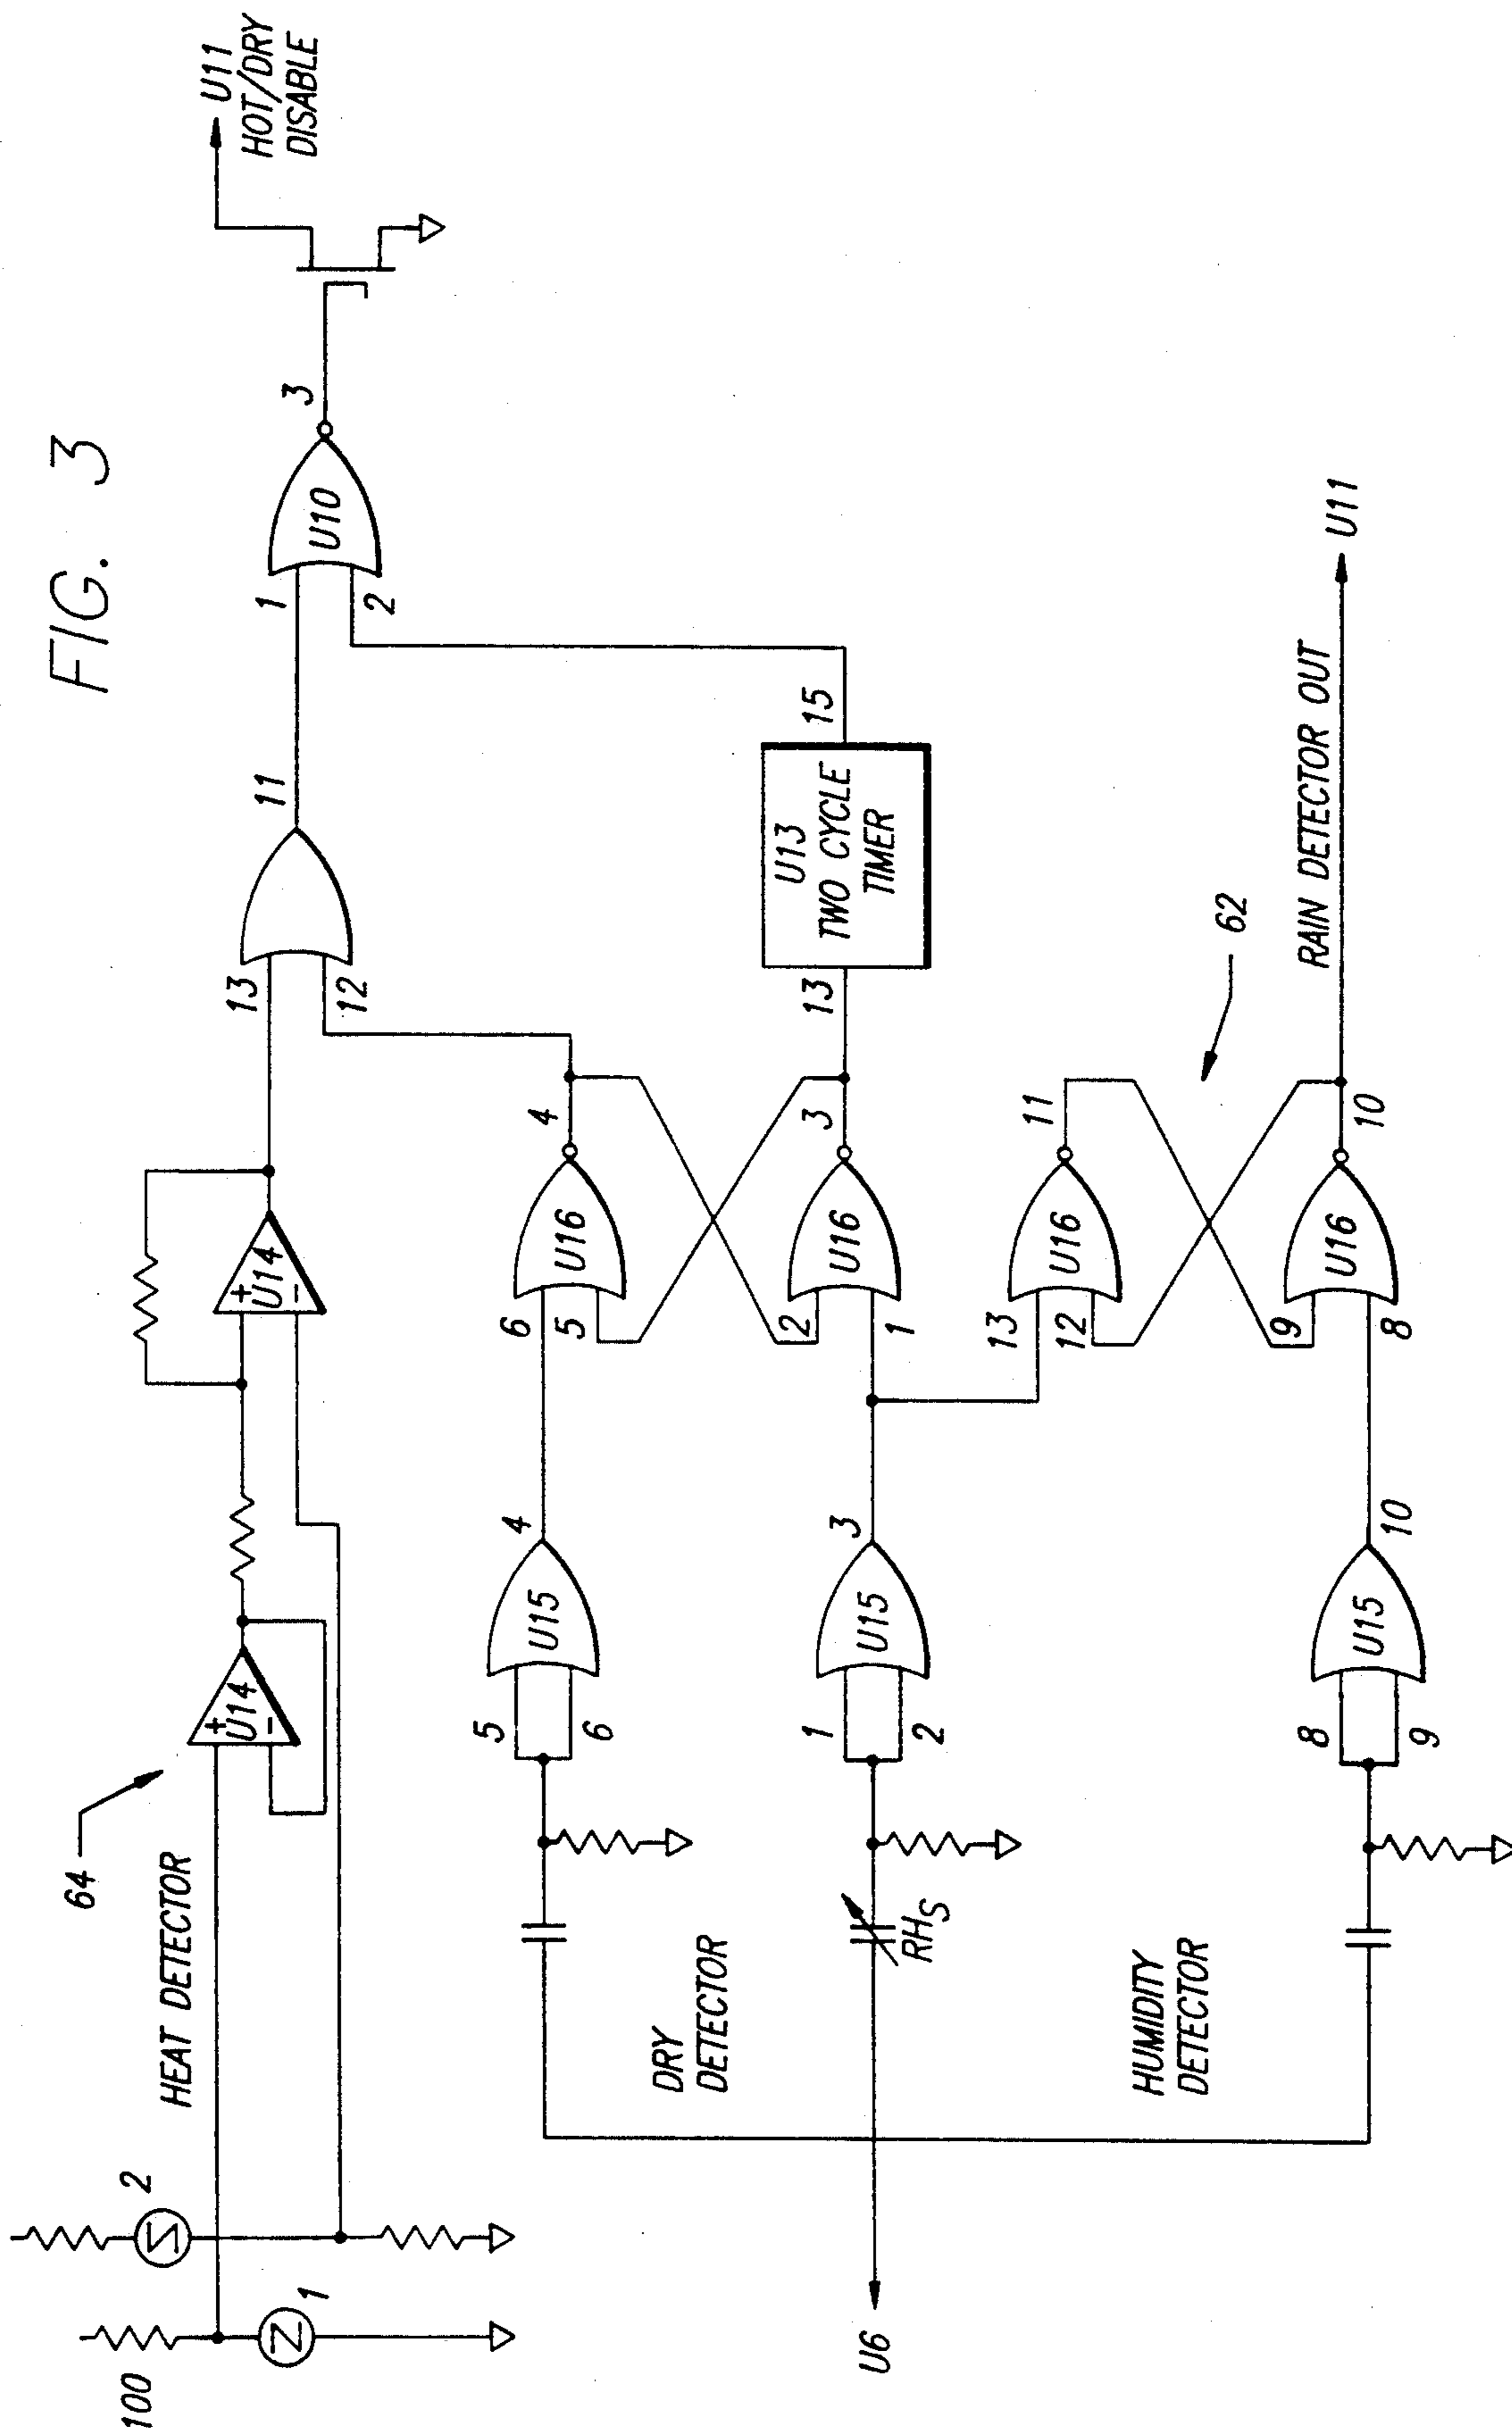 FIG. 3
100
1
2
HEAT DETECTOR
64
+
U14
−
+
U14
−
13
12
11
1
2
U10
3
U11
HOT/DRY
DISABLE
DRY
DETECTOR
5
6
U15
4
6
5
U16
4
U6
RHS
1
2
U15
3
2
1
U16
3
13
U13
TWO CYCLE
TIMER
15
13
12
U16
11
62
HUMIDITY
DETECTOR
8
9
U15
10
9
8
U16
10
RAIN DETECTOR OUT
U11